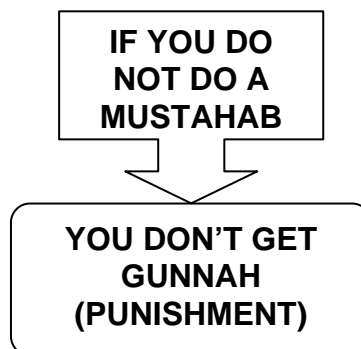 IF YOU DO
NOT DO A
MUSTAHAB
YOU DON’T GET
GUNNAH
(PUNISHMENT)